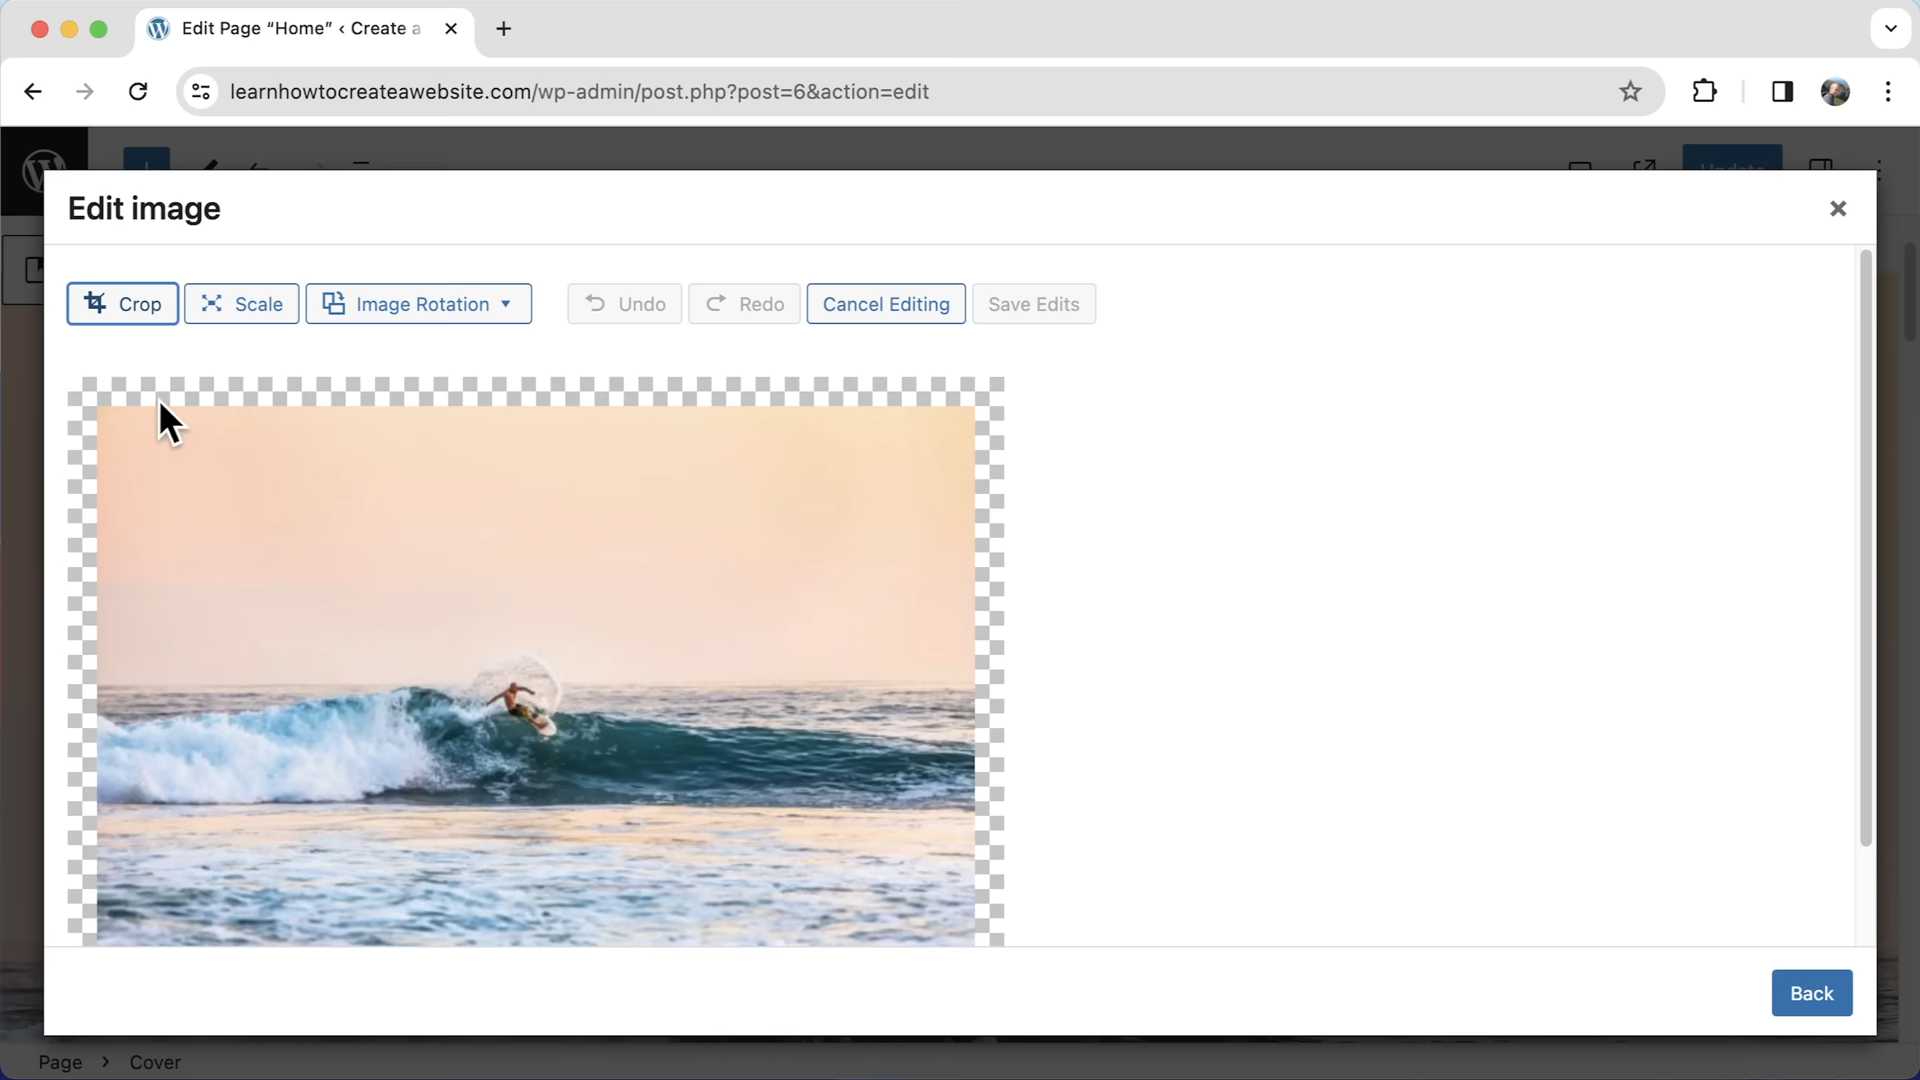 Edit Page “Home” ‹ Create a
learnhowtocreateawebsite.com/wp-admin/post.php?post=6&action=edit
Update
Edit image
Crop Scale Image Rotation Undo Redo Cancel Editing Save Edits
Back
Page > Cover